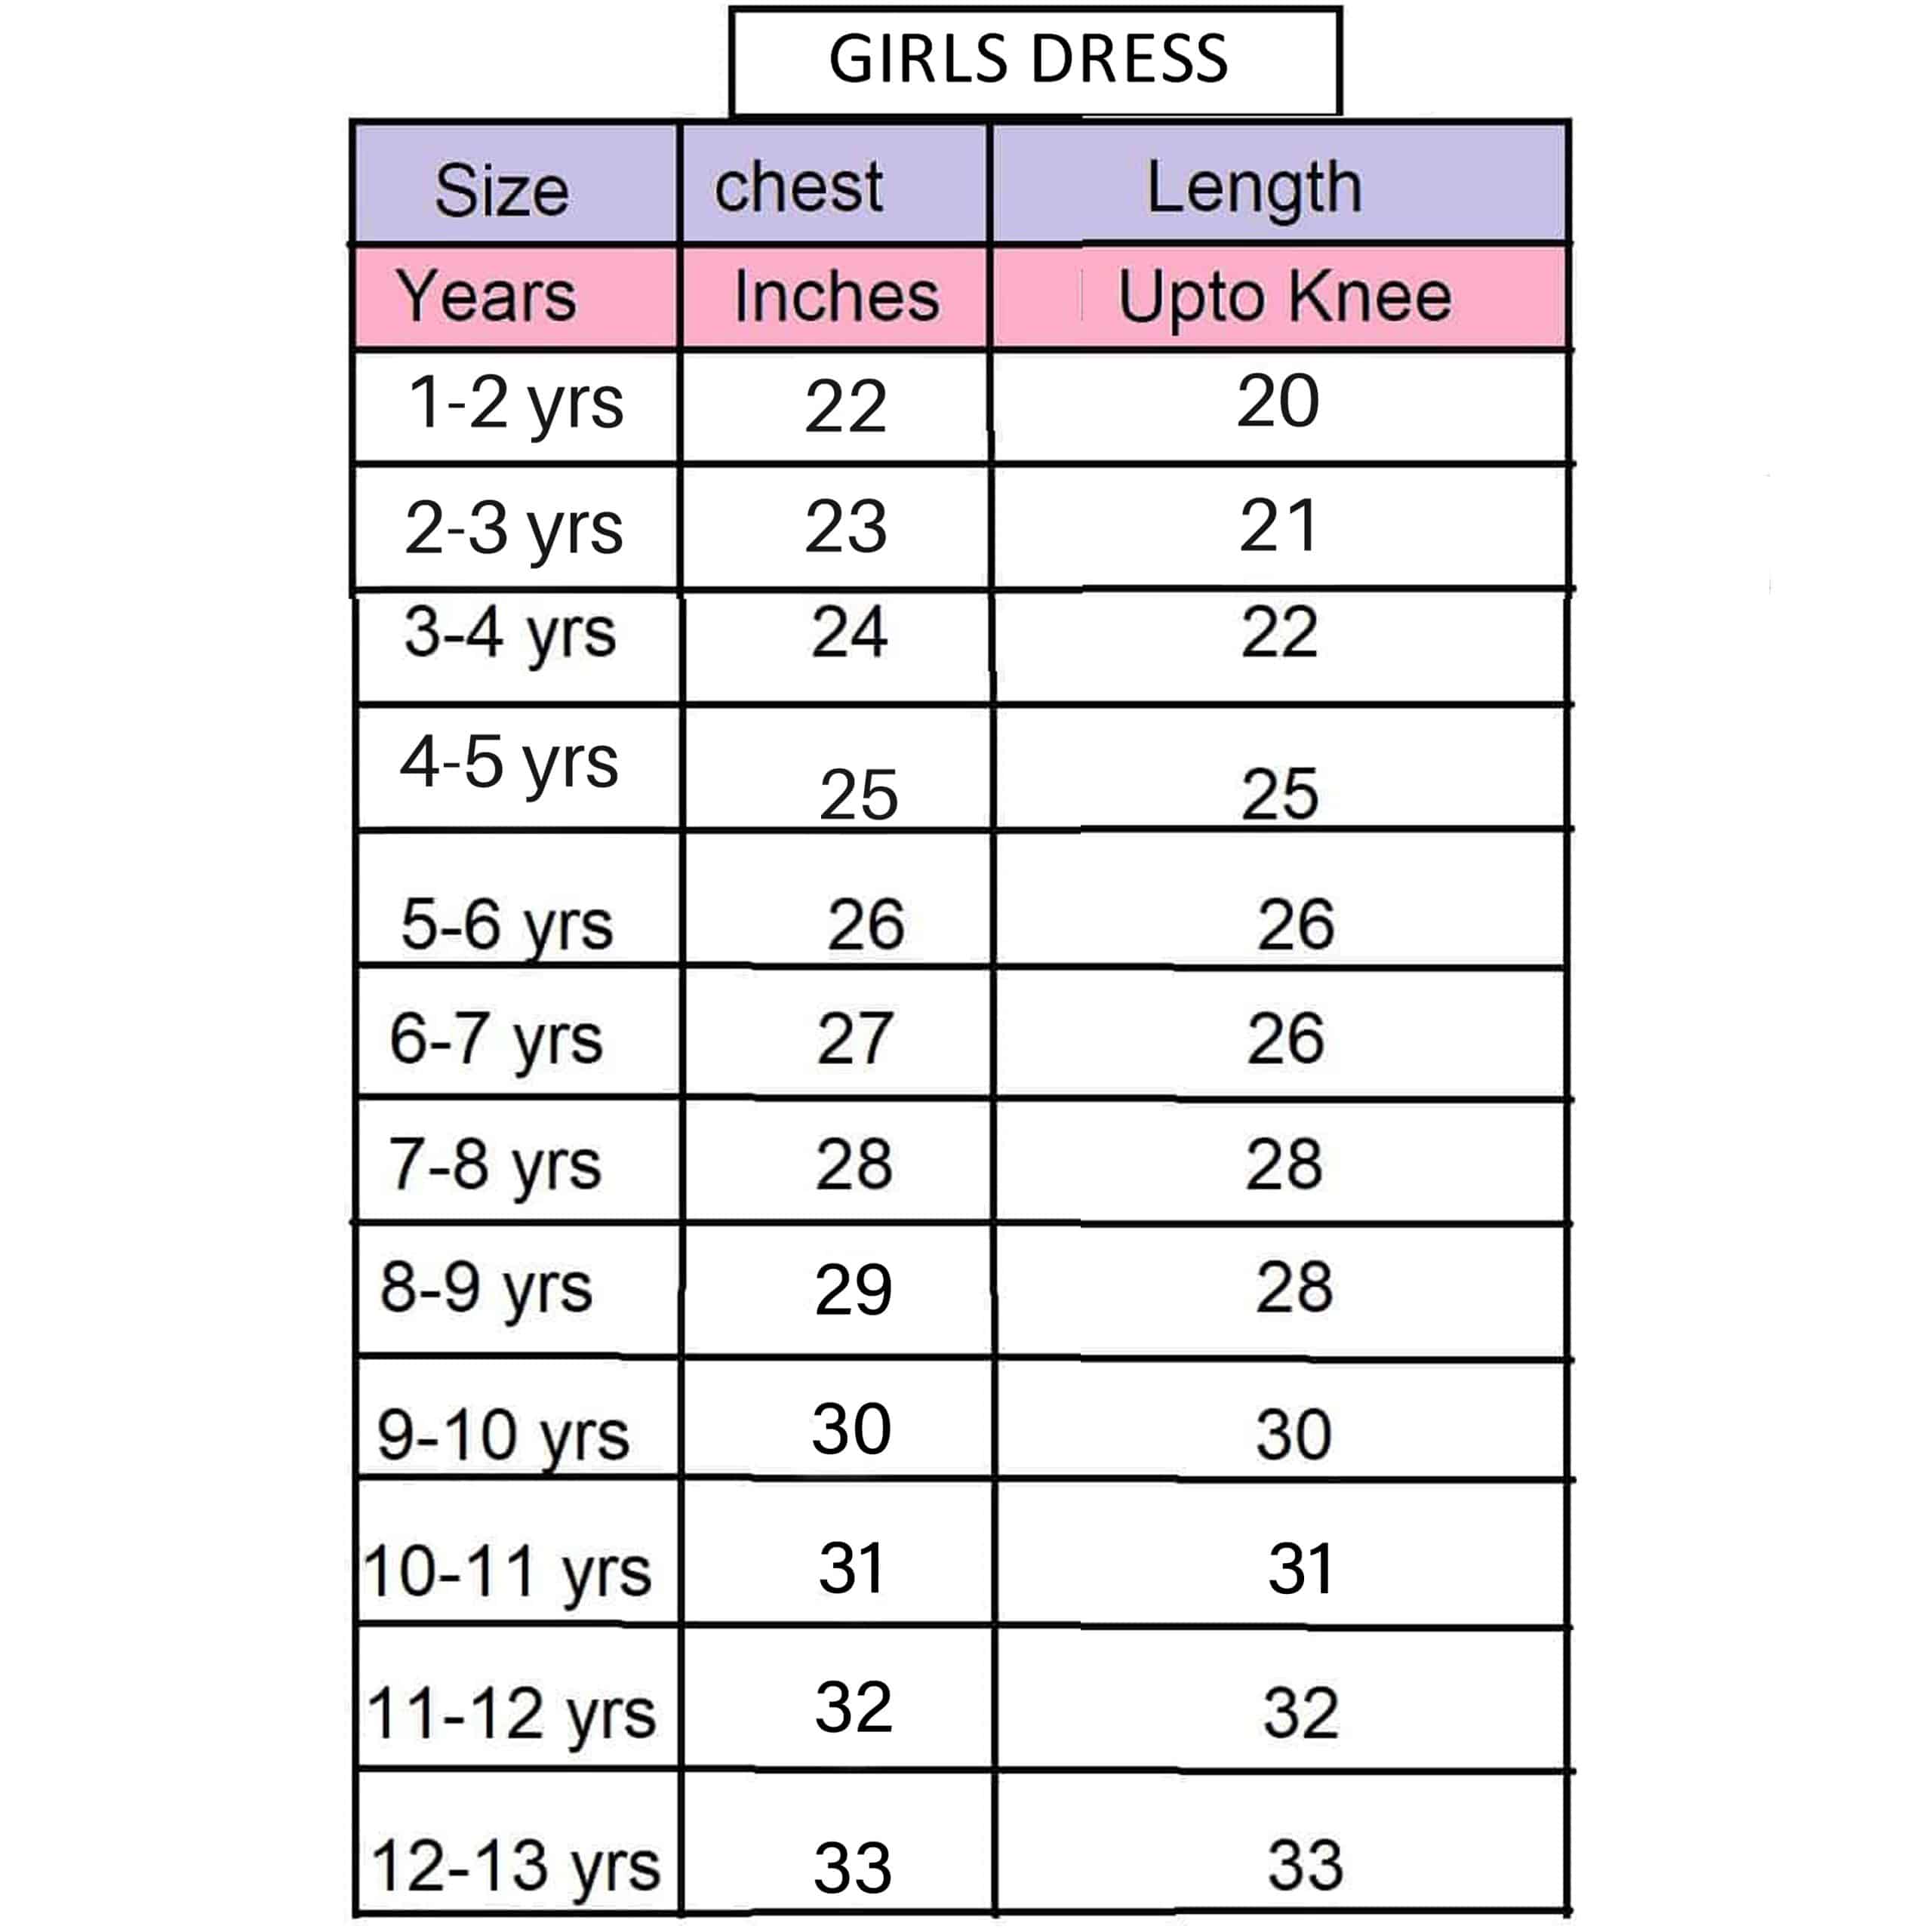 GIRLS DRESS
Size chest Length
Years Inches Upto Knee
1-2 yrs 22 20
2-3 yrs 23 21
3-4 yrs 24 22
4-5 yrs 25 25
5-6 yrs 26 26
6-7 yrs 27 26
7-8 yrs 28 28
8-9 yrs 29 28
9-10 yrs 30 30
10-11 yrs 31 31
11-12 yrs 32 32
12-13 yrs 33 33